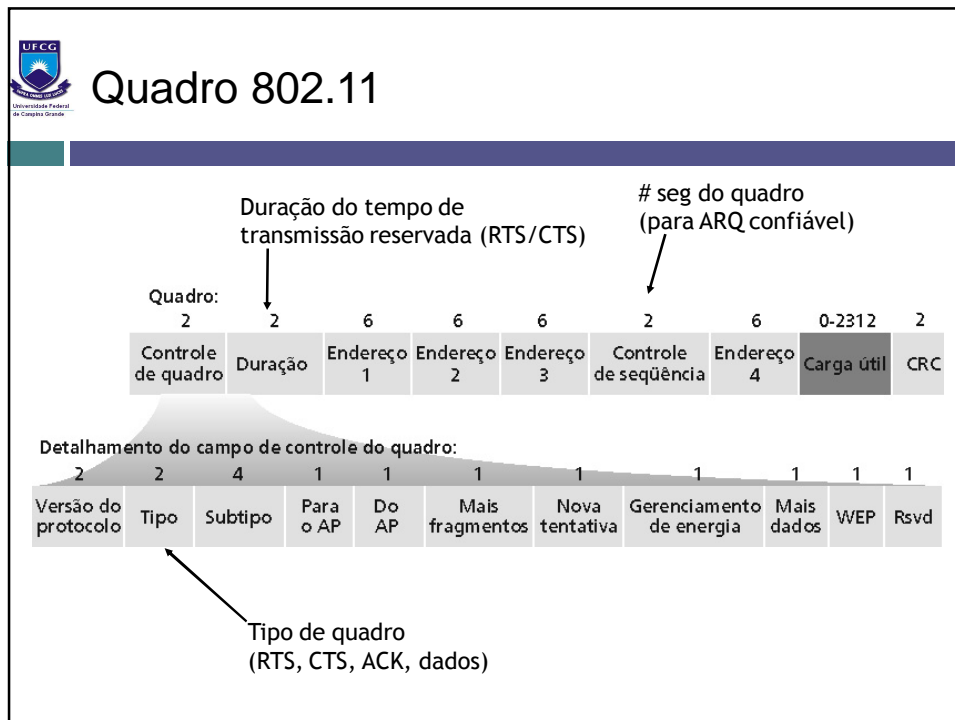 UFCG
Universidade Federal
de Campina Grande
Quadro 802.11
Duração do tempo de
transmissão reservada (RTS/CTS)
# seg do quadro
(para ARQ confiável)
Quadro:
2 2 6 6 6 2 6 0-2312 2
Controle de quadro Duração Endereço 1 Endereço 2 Endereço 3 Controle de seqüência Endereço 4 Carga útil CRC
Detalhamento do campo de controle do quadro:
2 2 4 1 1 1 1 1 1 1 1
Versão do protocolo Tipo Subtipo Para o AP Do AP Mais fragmentos Nova tentativa Gerenciamento de energia Mais dados WEP Rsvd
Tipo de quadro
(RTS, CTS, ACK, dados)